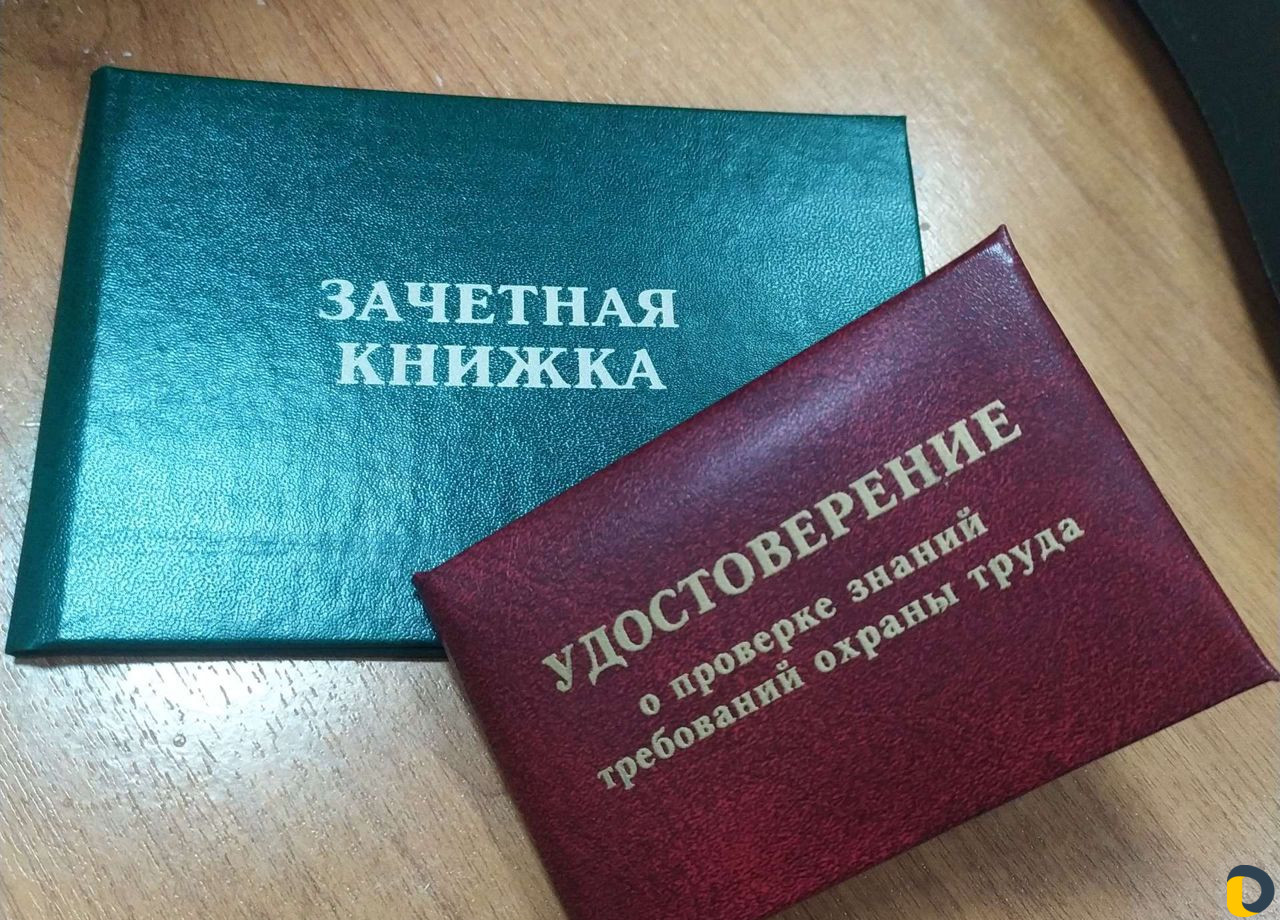 ЗАЧЕТНАЯ
КНИЖКА
УДОСТОВЕРЕНИЕ
о проверке знаний
требований охраны труда